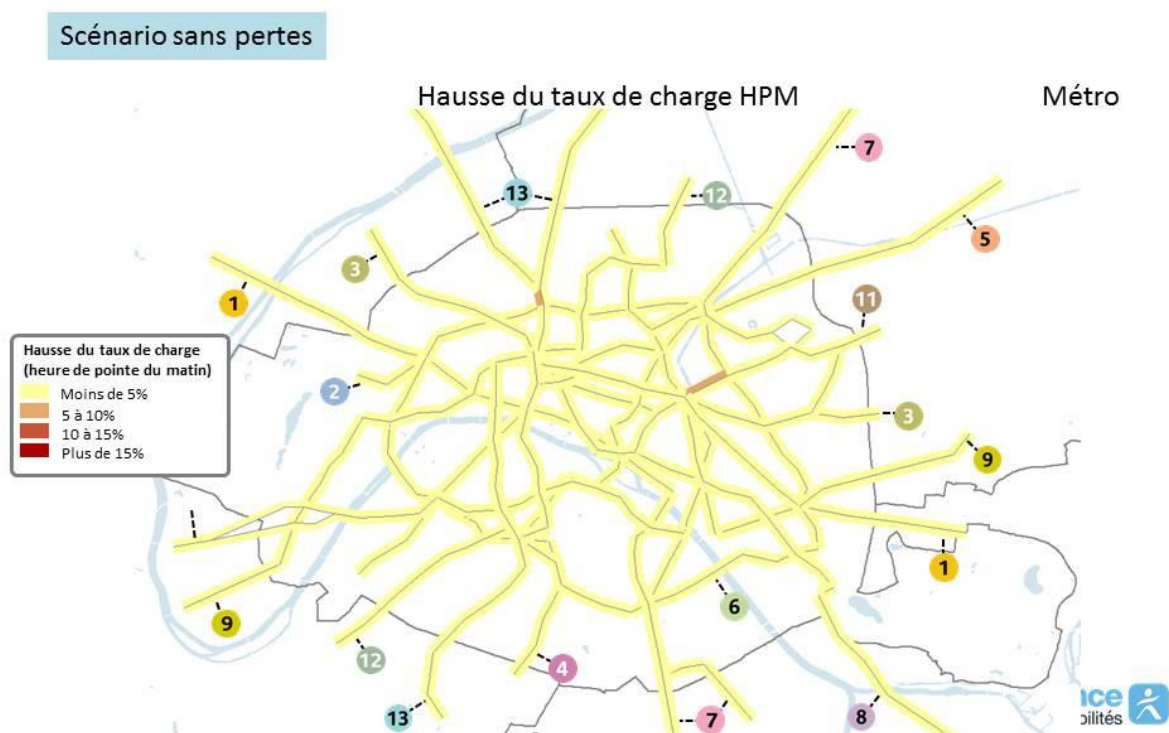 Scénario sans pertes
Hausse du taux de charge HPM
Métro
7
13
12
5
3
1
11
Hausse du taux de charge
(heure de pointe du matin)
Moins de 5%
5 à 10%
10 à 15%
Plus de 15%
2
3
9
1
6
9
12
4
13
7
8
nce
bilités